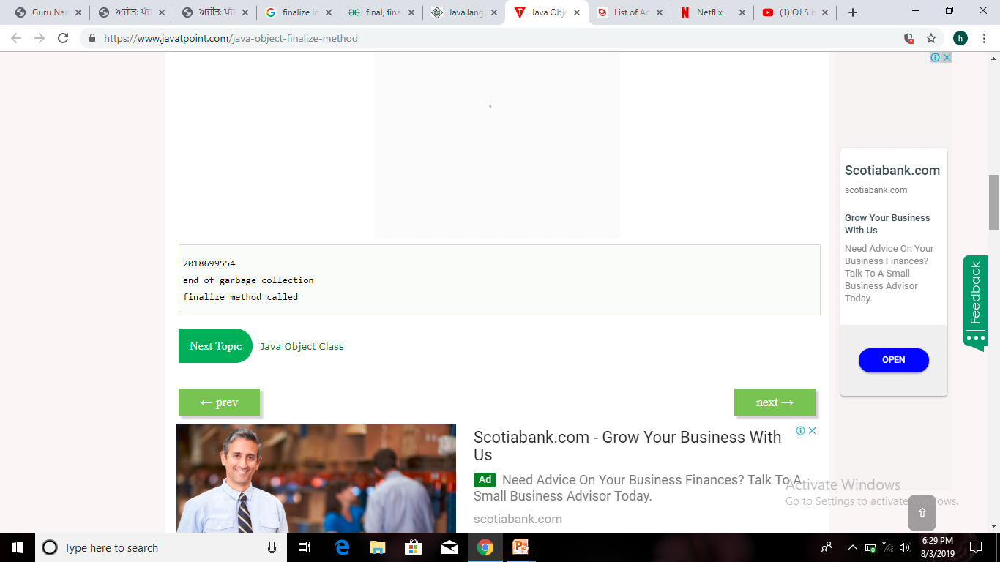 Guru Nan
ਅਜੀਤ: ਪੰਜ
ਅਜੀਤ: ਪੰਜ
finalize in
final, fina
Java.lang
Java Obje
List of Ac
Netflix
(1) OJ Sin
https://www.javatpoint.com/java-object-finalize-method
h
2018699554
end of garbage collection
finalize method called
Next Topic
Java Object Class
← prev
next →
Scotiabank.com - Grow Your Business With
Us
Ad Need Advice On Your Business Finances? Talk To A
Small Business Advisor Today.
scotiabank.com
Scotiabank.com
scotiabank.com
Grow Your Business
With Us
Need Advice On Your
Business Finances?
Talk To A Small
Business Advisor
Today.
OPEN
Feedback
Activate Windows
Go to Settings to activate Windows.
Type here to search
6:29 PM
8/3/2019